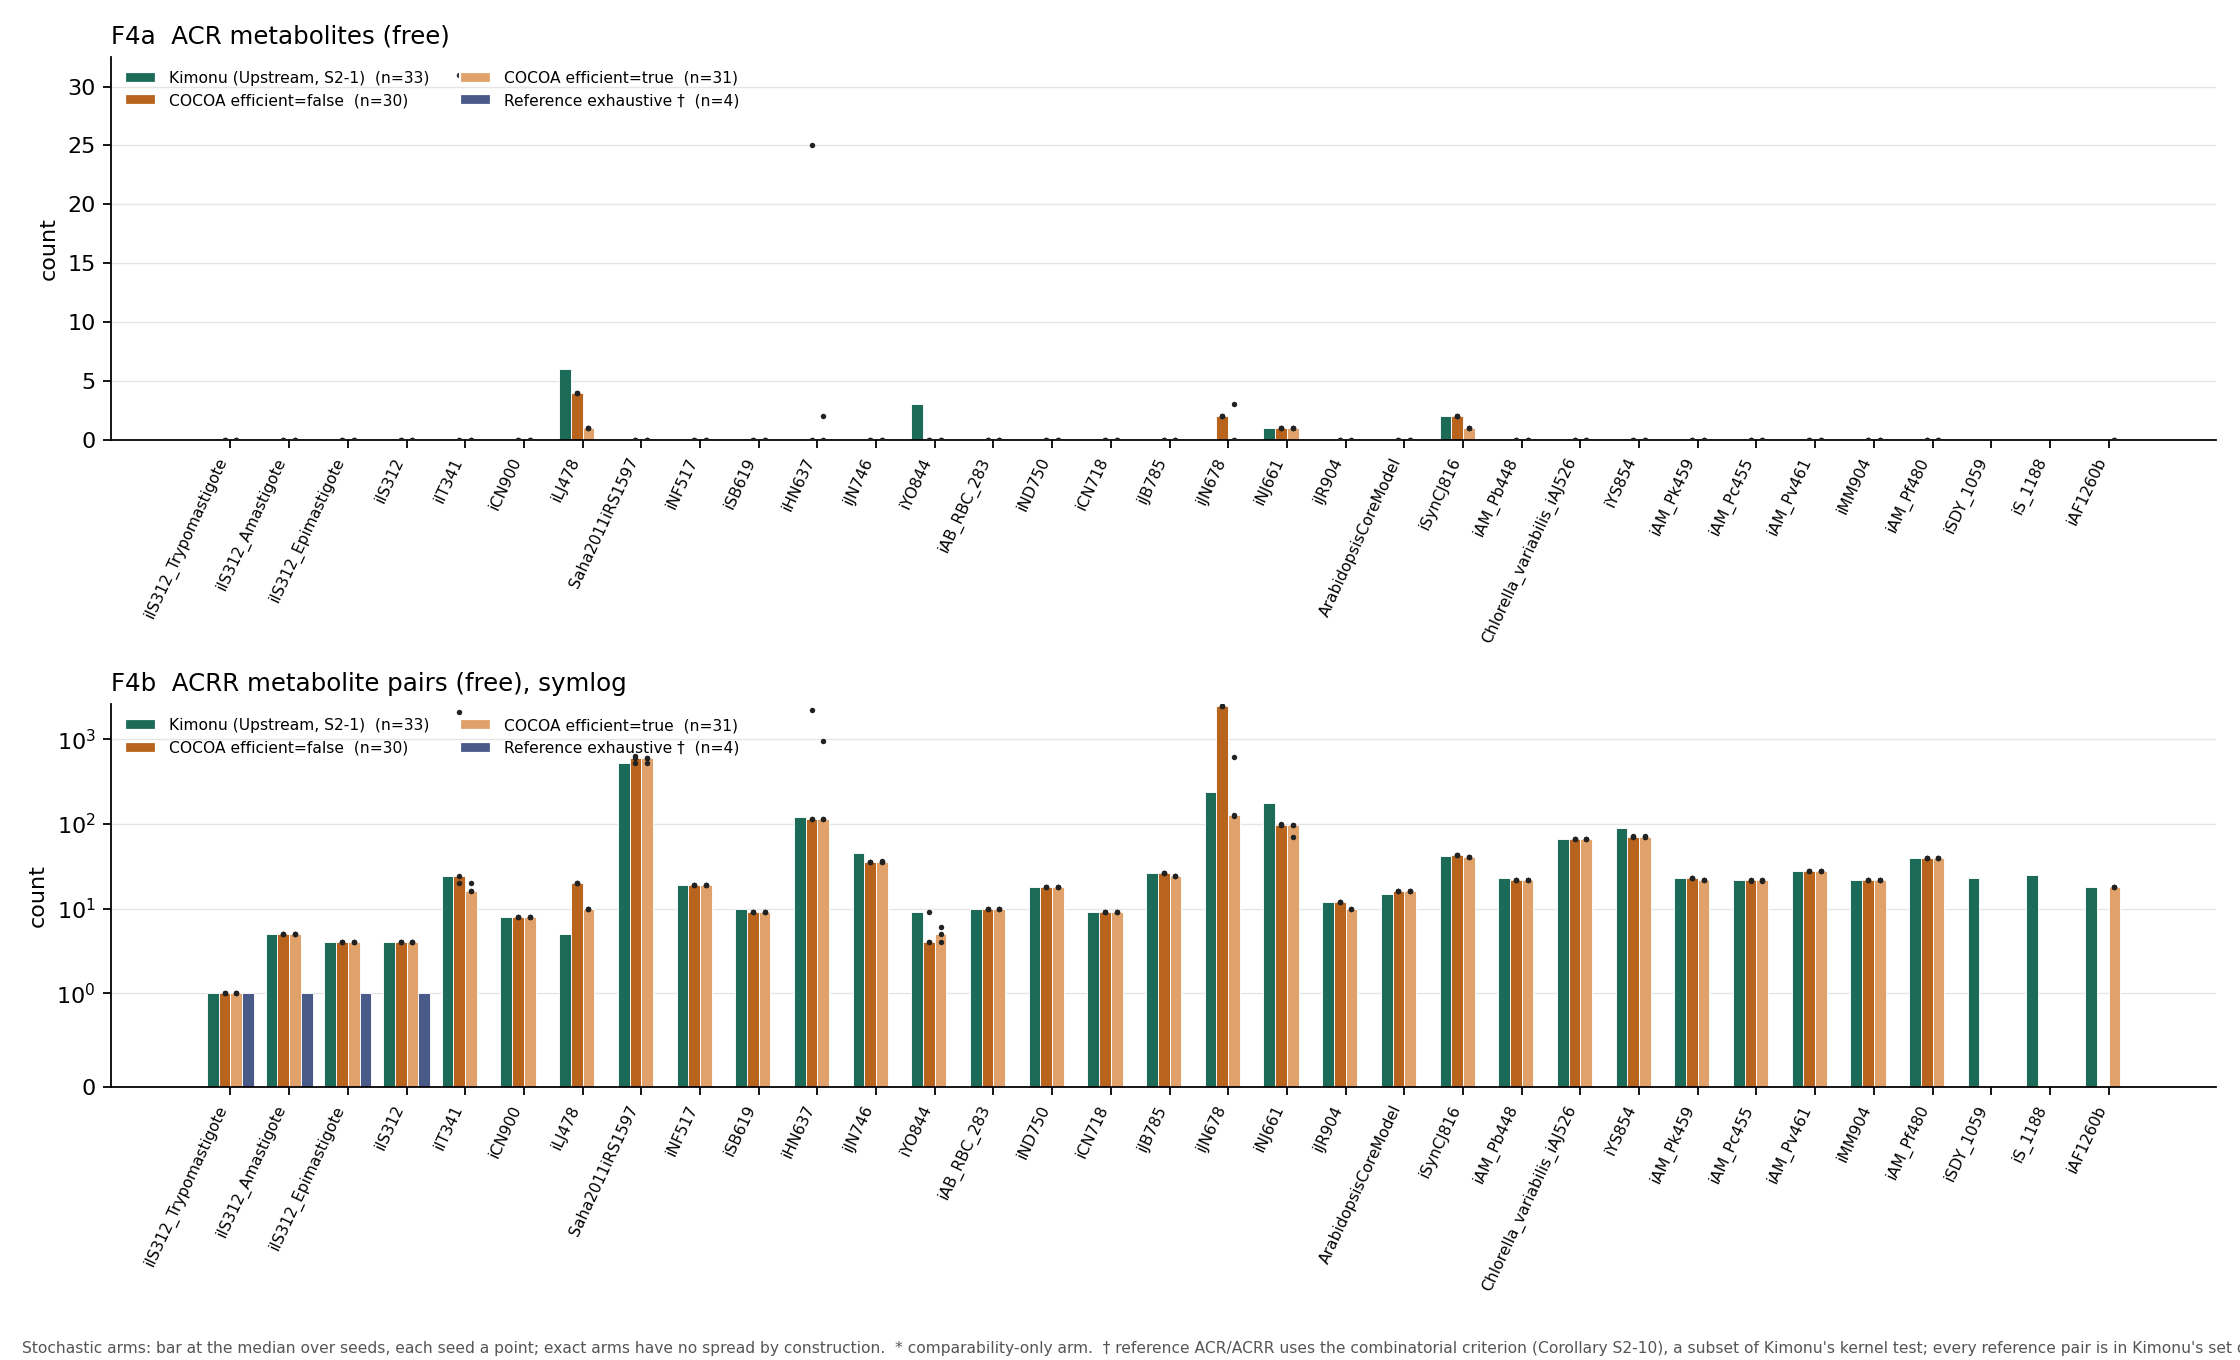 F4a  ACR metabolites (free)
Kimonu (Upstream, S2-1)  (n=33)
COCOA efficient=false  (n=30)
COCOA efficient=true  (n=31)
Reference exhaustive †  (n=4)
count
30
25
20
15
10
5
0
iIS312_Trypomastigote
iIS312_Amastigote
iIS312_Epimastigote
iIS312
iIT341
iCN900
iLJ478
Saha2011iRS1597
iNF517
iSB619
iHN637
iJN746
iYO844
iAB_RBC_283
iND750
iCN718
iJB785
iJN678
iNJ661
iJR904
ArabidopsisCoreModel
iSynCJ816
iAM_Pb448
Chlorella_variabilis_iAJ526
iYS854
iAM_Pk459
iAM_Pc455
iAM_Pv461
iMM904
iAM_Pf480
iSDY_1059
iS_1188
iAF1260b
F4b  ACRR metabolite pairs (free), symlog
Kimonu (Upstream, S2-1)  (n=33)
COCOA efficient=false  (n=30)
COCOA efficient=true  (n=31)
Reference exhaustive †  (n=4)
count
10³
10²
10¹
10⁰
0
iIS312_Trypomastigote
iIS312_Amastigote
iIS312_Epimastigote
iIS312
iIT341
iCN900
iLJ478
Saha2011iRS1597
iNF517
iSB619
iHN637
iJN746
iYO844
iAB_RBC_283
iND750
iCN718
iJB785
iJN678
iNJ661
iJR904
ArabidopsisCoreModel
iSynCJ816
iAM_Pb448
Chlorella_variabilis_iAJ526
iYS854
iAM_Pk459
iAM_Pc455
iAM_Pv461
iMM904
iAM_Pf480
iSDY_1059
iS_1188
iAF1260b
Stochastic arms: bar at the median over seeds, each seed a point; exact arms have no spread by construction.  * comparability-only arm.  † reference ACR/ACRR uses the combinatorial criterion (Corollary S2-10), a subset of Kimonu's kernel test; every reference pair is in Kimonu's set